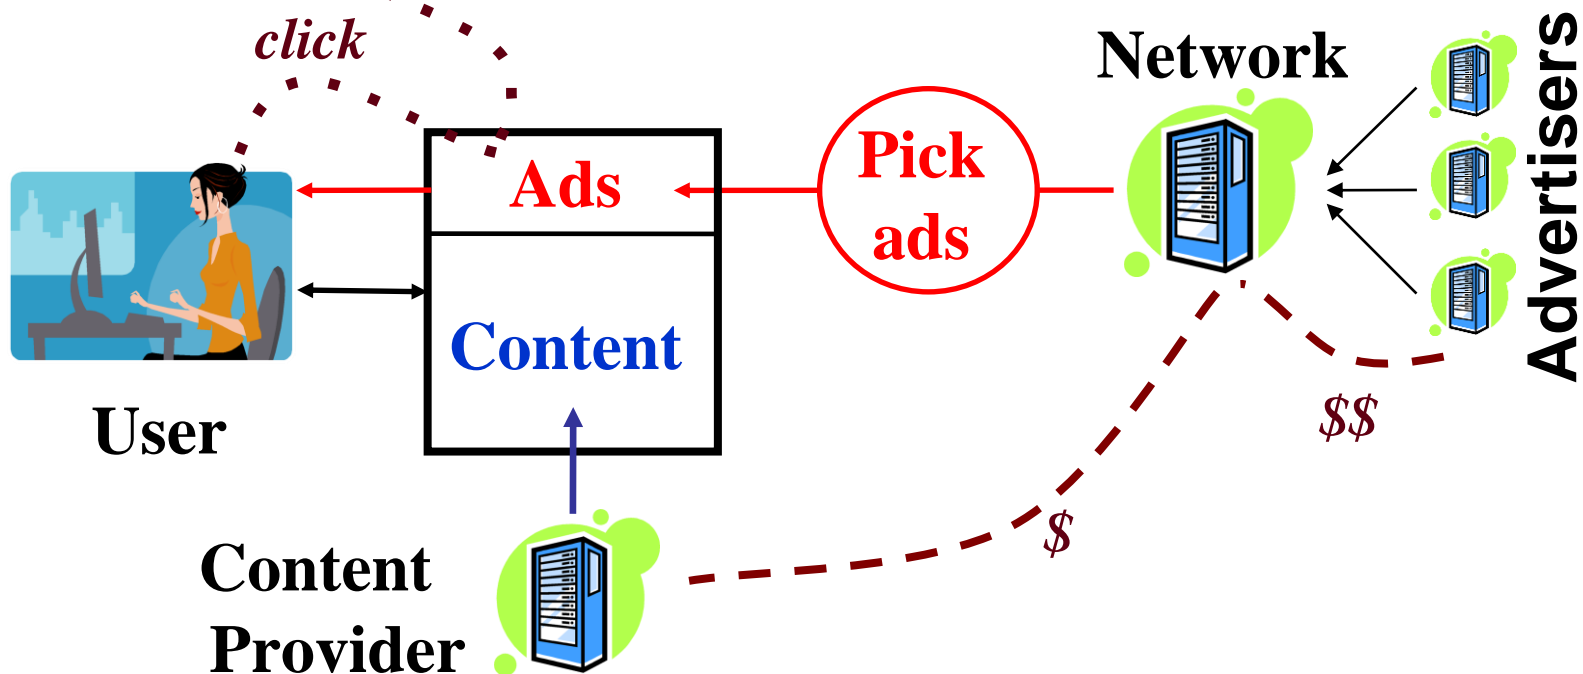 click
Network
Advertisers
Pick
ads
Ads
Content
User
$$
$
Content
Provider